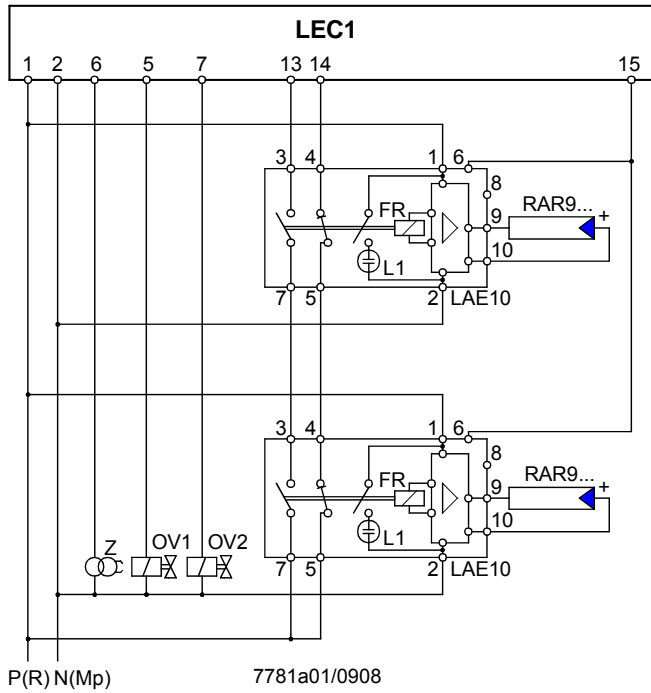 LEC1
1 2 6 5 7 13 14 15
3 4 1 6
8
RAR9...
FR 9 +
10
L1
7 5 2 LAE10
3 4 1 6
8
RAR9...
FR 9 +
10
L1
Z OV1 OV2
7 5 2 LAE10
P(R) N(Mp) 7781a01/0908